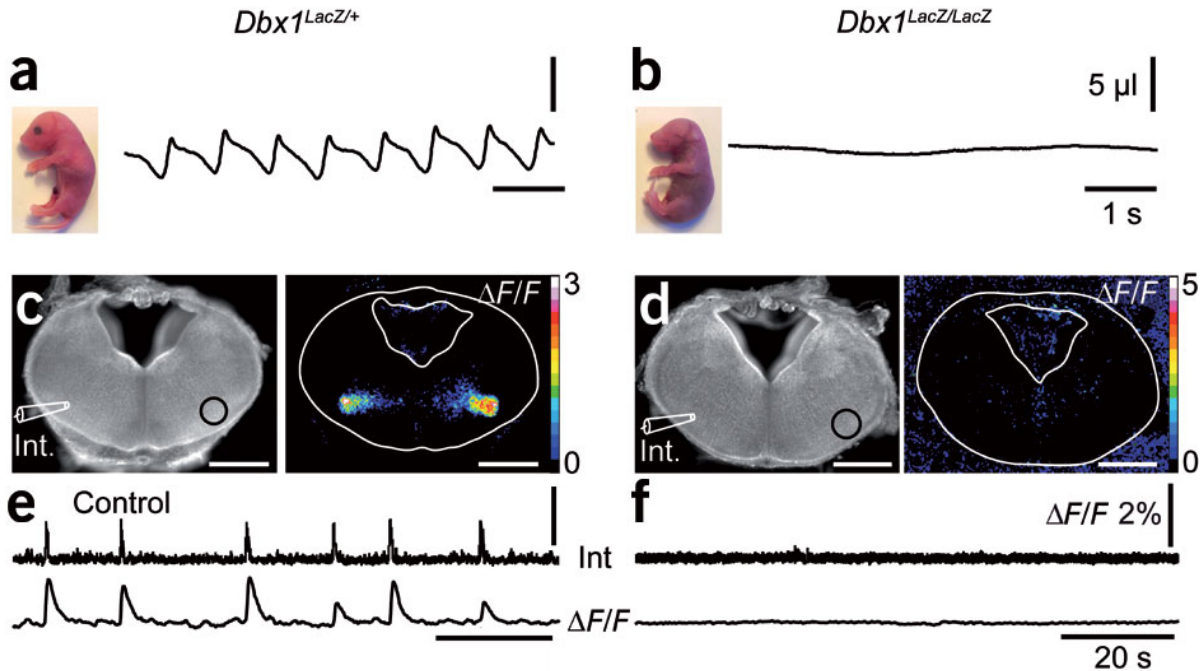 Dbx1LacZ/+ Dbx1LacZ/LacZ
a b
5 µl
1 s
c ΔF/F 3 d ΔF/F 5
Int. 0 Int. 0
e Control f ΔF/F 2%
Int
ΔF/F
20 s